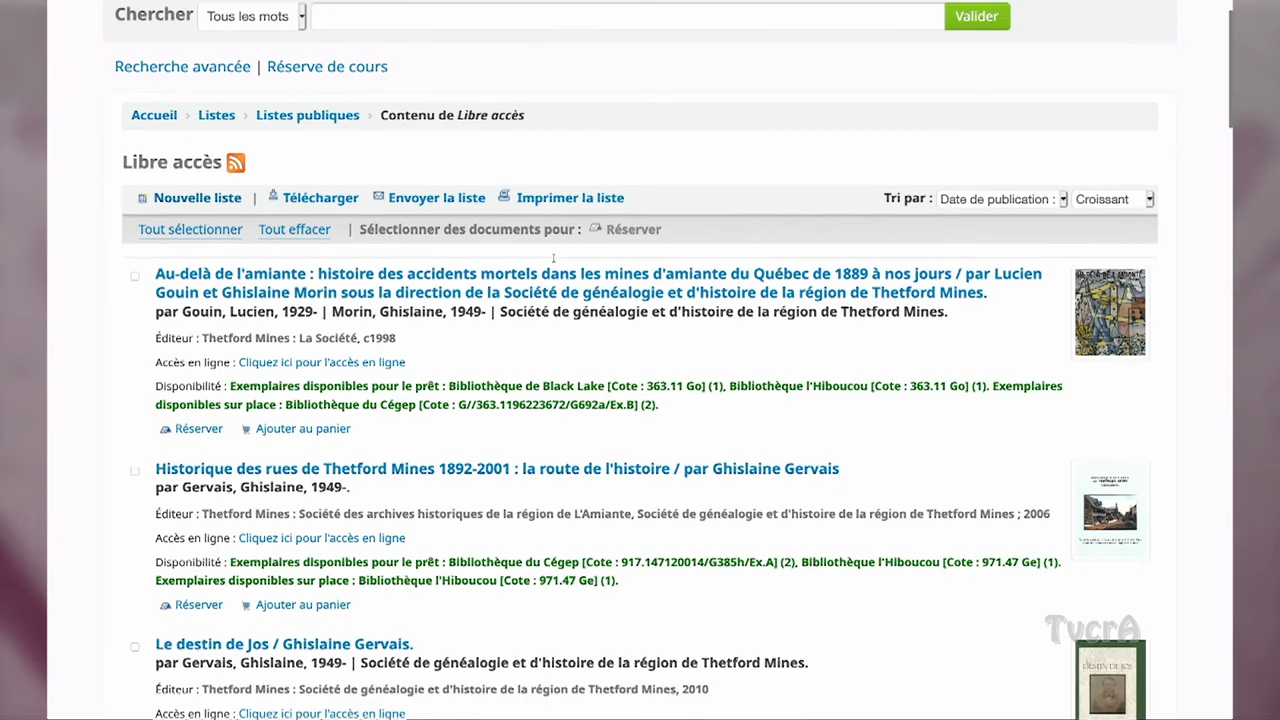 Chercher Tous les mots Valider
Recherche avancée | Réserve de cours
Accueil › Listes › Listes publiques › Contenu de Libre accès
Libre accès
Nouvelle liste | Télécharger Envoyer la liste Imprimer la liste Tri par : Date de publication : Croissant
Tout sélectionner Tout effacer | Sélectionner des documents pour : Réserver
Au-delà de l'amiante : histoire des accidents mortels dans les mines d'amiante du Québec de 1889 à nos jours / par Lucien
Gouin et Ghislaine Morin sous la direction de la Société de généalogie et d'histoire de la région de Thetford Mines.
par Gouin, Lucien, 1929- | Morin, Ghislaine, 1949- | Société de généalogie et d'histoire de la région de Thetford Mines.
Éditeur : Thetford Mines : La Société, c1998
Accès en ligne : Cliquez ici pour l'accès en ligne
Disponibilité : Exemplaires disponibles pour le prêt : Bibliothèque de Black Lake [Cote : 363.11 Go] (1), Bibliothèque l'Hiboucou [Cote : 363.11 Go] (1). Exemplaires
disponibles sur place : Bibliothèque du Cégep [Cote : G//363.1196223672/G692a/Ex.B] (2).
Réserver Ajouter au panier
Historique des rues de Thetford Mines 1892-2001 : la route de l'histoire / par Ghislaine Gervais
par Gervais, Ghislaine, 1949-.
Éditeur : Thetford Mines : Société des archives historiques de la région de L'Amiante, Société de généalogie et d'histoire de la région de Thetford Mines ; 2006
Accès en ligne : Cliquez ici pour l'accès en ligne
Disponibilité : Exemplaires disponibles pour le prêt : Bibliothèque du Cégep [Cote : 917.147120014/G385h/Ex.A] (2), Bibliothèque l'Hiboucou [Cote : 971.47 Ge] (1).
Exemplaires disponibles sur place : Bibliothèque l'Hiboucou [Cote : 971.47 Ge] (1).
Réserver Ajouter au panier
TvcrA
Le destin de Jos / Ghislaine Gervais.
par Gervais, Ghislaine, 1949- | Société de généalogie et d'histoire de la région de Thetford Mines.
DESTIN DE JOS
Éditeur : Thetford Mines : Société de généalogie et d'histoire de la région de Thetford Mines, 2010
Accès en ligne : Cliquez ici pour l'accès en ligne